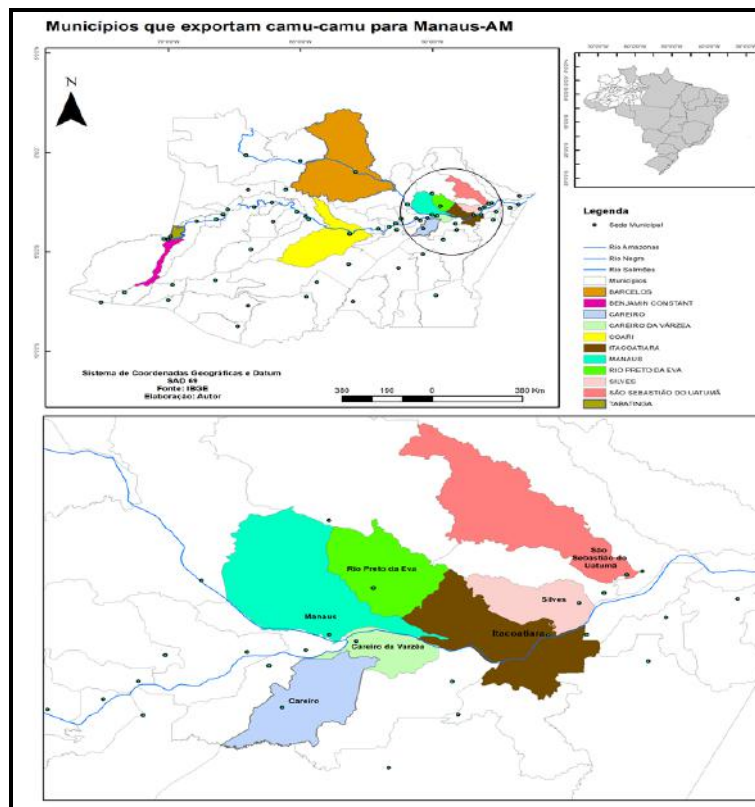 Municípios que exportam camu-camu para Manaus-AM
N
Sistema de Coordenadas Geográficas e Datum
SAD 69
Fonte: IBGE
Elaboração: Autor
380
190
0
380 Km
Legenda
Sede Municipal
Rio Amazonas
Rio Negro
Rio Solimões
Municípios
BARCELOS
BENJAMIN CONSTANT
CAREIRO
CAREIRO DA VÁRZEA
COARI
ITACOATIARA
MANAUS
RIO PRETO DA EVA
SILVES
SÃO SEBASTIÃO DO UATUMÃ
TABATINGA
São
Sebastião do
Uatumã
Rio Preto da Eva
Silves
Manaus
Itacoatiara
Careiro da Varzéa
Careiro